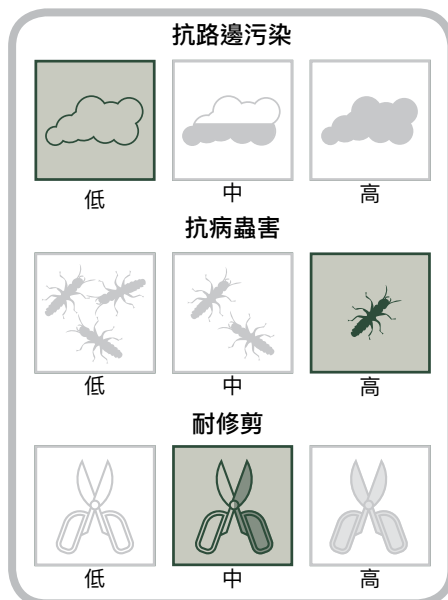 抗路邊污染
低 中 高
抗病蟲害
低 中 高
耐修剪
低 中 高